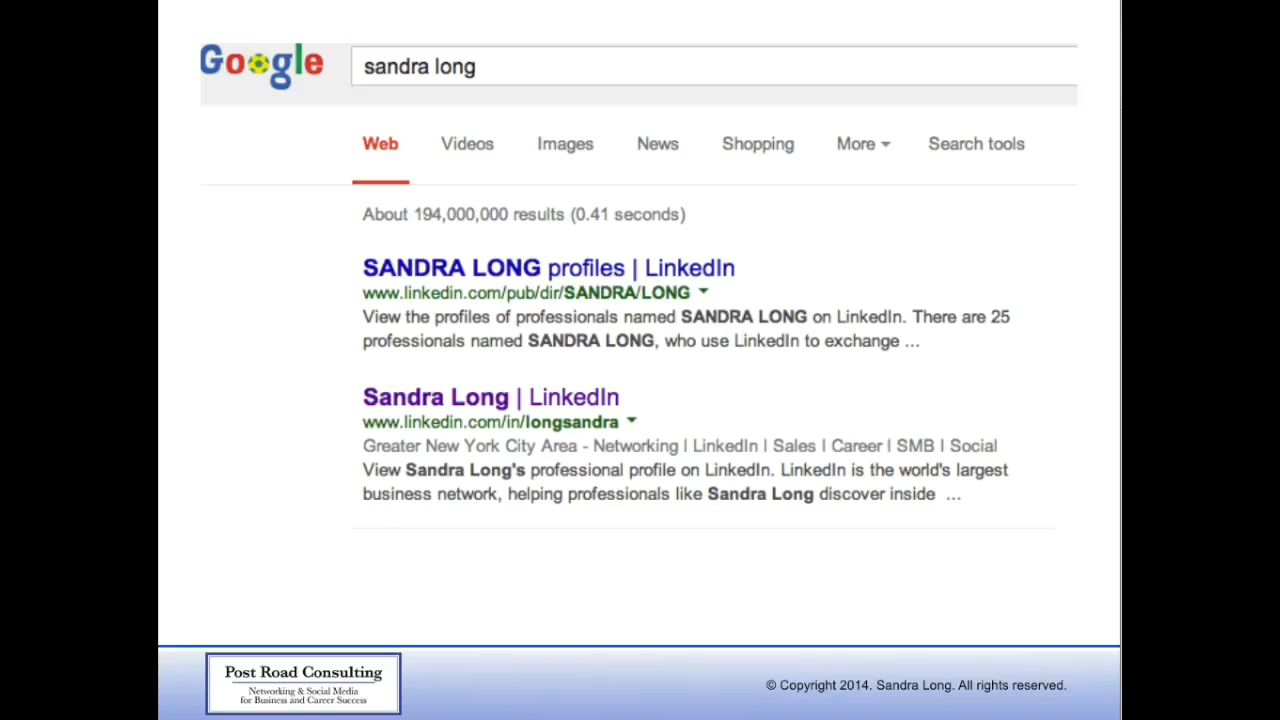 Google
sandra long
Web Videos Images News Shopping More Search tools
About 194,000,000 results (0.41 seconds)
SANDRA LONG profiles | LinkedIn
www.linkedin.com/pub/dir/SANDRA/LONG
View the profiles of professionals named SANDRA LONG on LinkedIn. There are 25
professionals named SANDRA LONG, who use LinkedIn to exchange ...
Sandra Long | LinkedIn
www.linkedin.com/in/longsandra
Greater New York City Area - Networking | LinkedIn | Sales | Career | SMB | Social
View Sandra Long's professional profile on LinkedIn. LinkedIn is the world's largest
business network, helping professionals like Sandra Long discover inside ...
Post Road Consulting
Networking & Social Media
for Business and Career Success
© Copyright 2014. Sandra Long. All rights reserved.